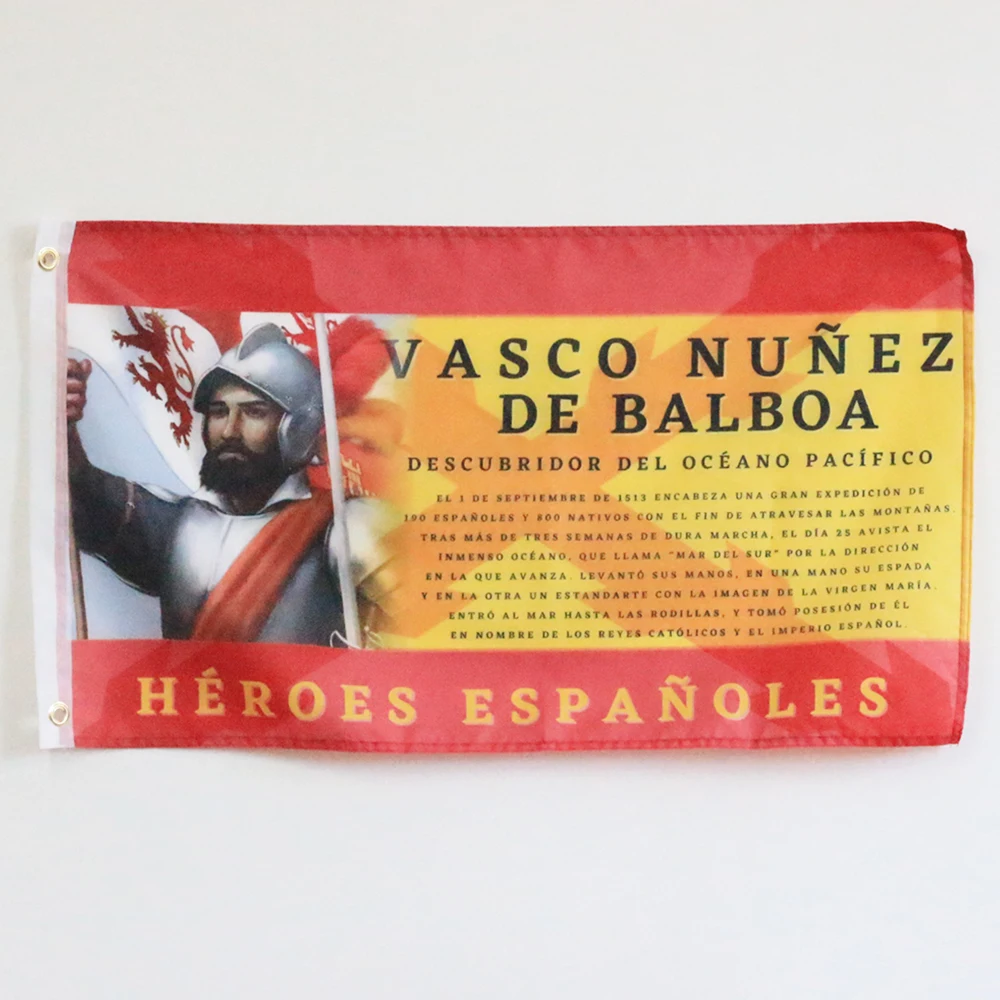 VASCO NUÑEZ
DE BALBOA
DESCUBRIDOR DEL OCÉANO PACÍFICO
EL 1 DE SEPTIEMBRE DE 1513 ENCABEZA UNA GRAN EXPEDICIÓN DE
190 ESPAÑOLES Y 800 NATIVOS CON EL FIN DE ATRAVESAR LAS MONTAÑAS.
TRAS MÁS DE TRES SEMANAS DE DURA MARCHA, EL DÍA 25 AVISTA EL
INMENSO OCÉANO, QUE LLAMA "MAR DEL SUR" POR LA DIRECCIÓN
EN LA QUE AVANZA. LEVANTÓ SUS MANOS, EN UNA MANO SU ESPADA
Y EN LA OTRA UN ESTANDARTE CON LA IMAGEN DE LA VIRGEN MARÍA.
ENTRÓ AL MAR HASTA LAS RODILLAS, Y TOMÓ POSESIÓN DE ÉL
EN NOMBRE DE LOS REYES CATÓLICOS Y EL IMPERIO ESPAÑOL.
HÉROES ESPAÑOLES